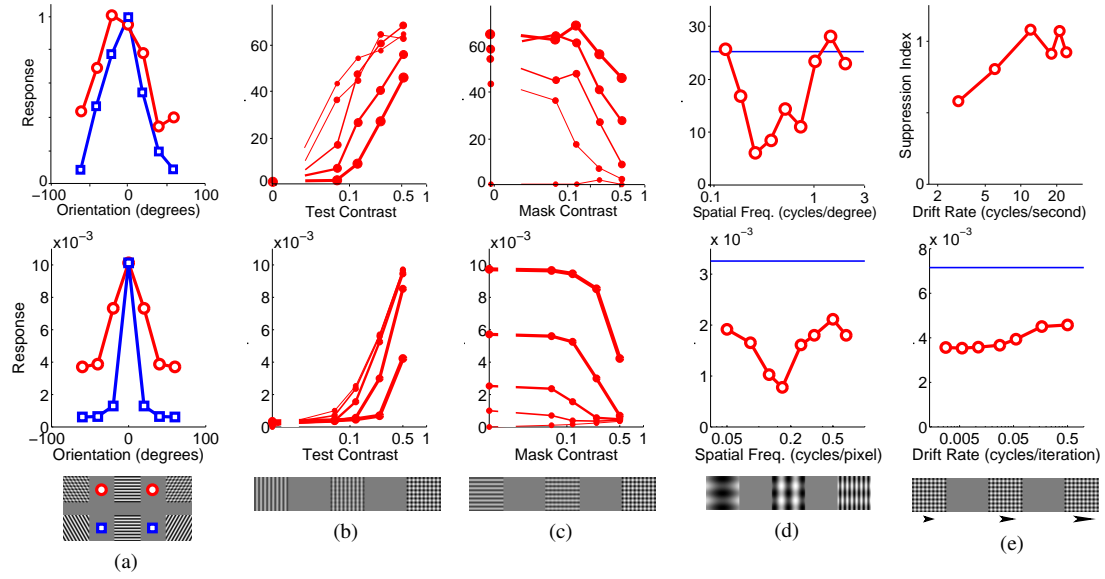 Response
1
0
−100 0 100
Orientation (degrees)
60
40
20
0
0 0.1 0.5 1
Test Contrast
60
40
20
0
0 0.1 0.5 1
Mask Contrast
40
30
20
10
0
0.1 1 3
Spatial Freq. (cycles/degree)
Suppression Index
1
0
2 5 10 20
Drift Rate (cycles/second)
x10⁻³
Response
10
8
6
4
2
0
−100 0 100
Orientation (degrees)
x10⁻³
10
8
6
4
2
0
0.1 0.5 1
Test Contrast
x10⁻³
10
8
6
4
2
0
0.1 0.5 1
Mask Contrast
x 10⁻³
3
2
1
0
0.05 0.2 0.5
Spatial Freq. (cycles/pixel)
x 10⁻³
8
6
4
2
0
0.005 0.05 0.5
Drift Rate (cycles/iteration)
(a)
(b)
(c)
(d)
(e)